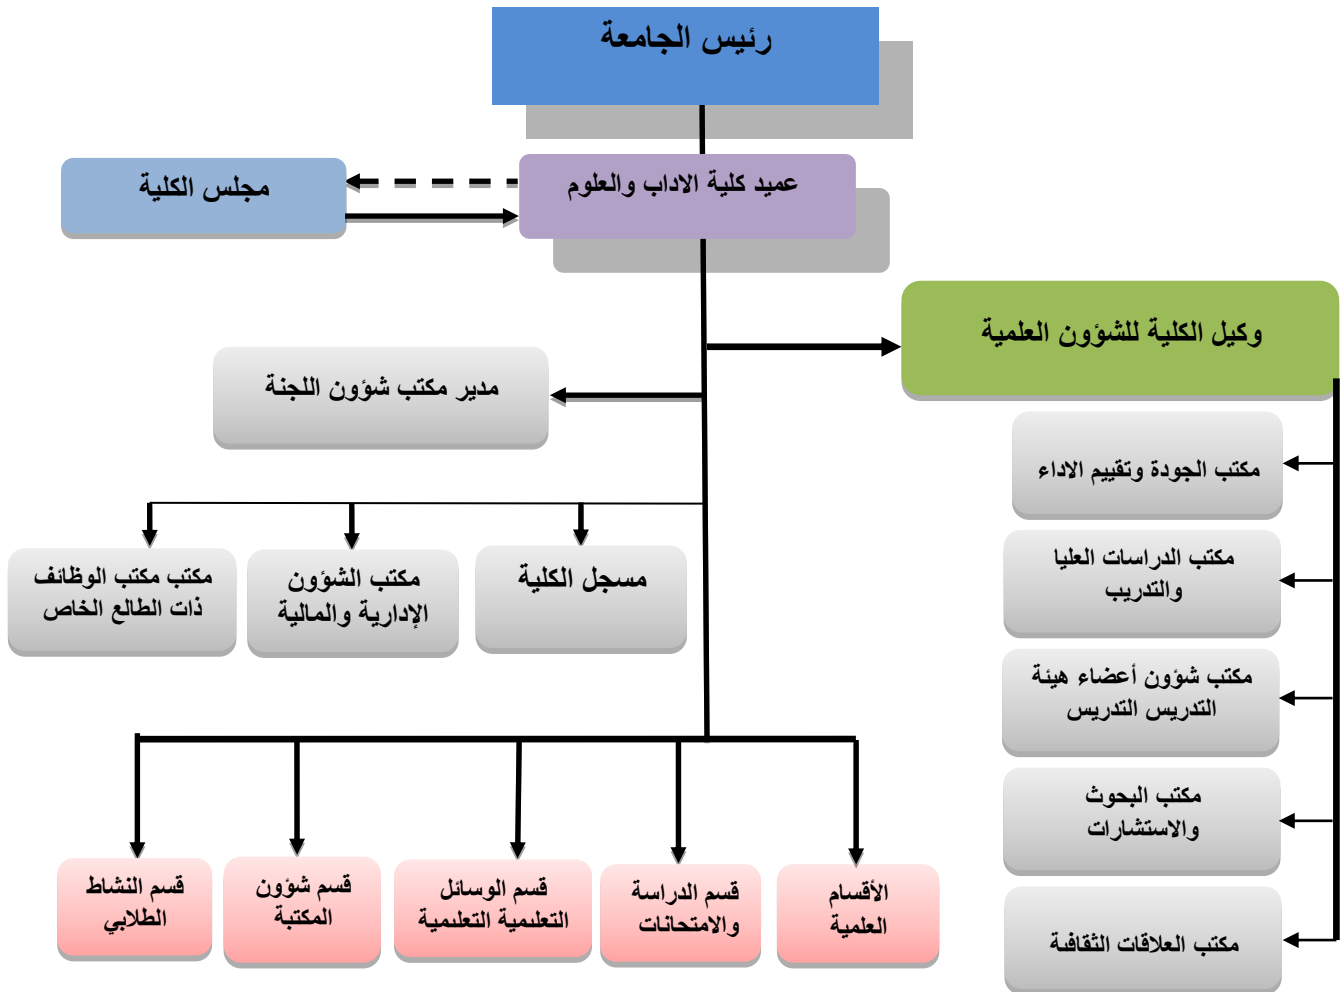 رئيس الجامعة
عميد كلية الاداب والعلوم
مجلس الكلية
وكيل الكلية للشؤون العلمية
مدير مكتب شؤون اللجنة
مكتب الجودة وتقييم الاداء
مكتب الدراسات العليا
والتدريب
مكتب شؤون أعضاء هيئة
التدريس التدريس
مكتب البحوث
والاستشارات
مكتب العلاقات الثقافية
مسجل الكلية
مكتب الشؤون
الإدارية والمالية
مكتب مكتب الوظائف
ذات الطالع الخاص
الأقسام
العلمية
قسم الدراسة
والامتحانات
قسم الوسائل
التعليمية التعليمية
قسم شؤون
المكتبة
قسم النشاط
الطلابي